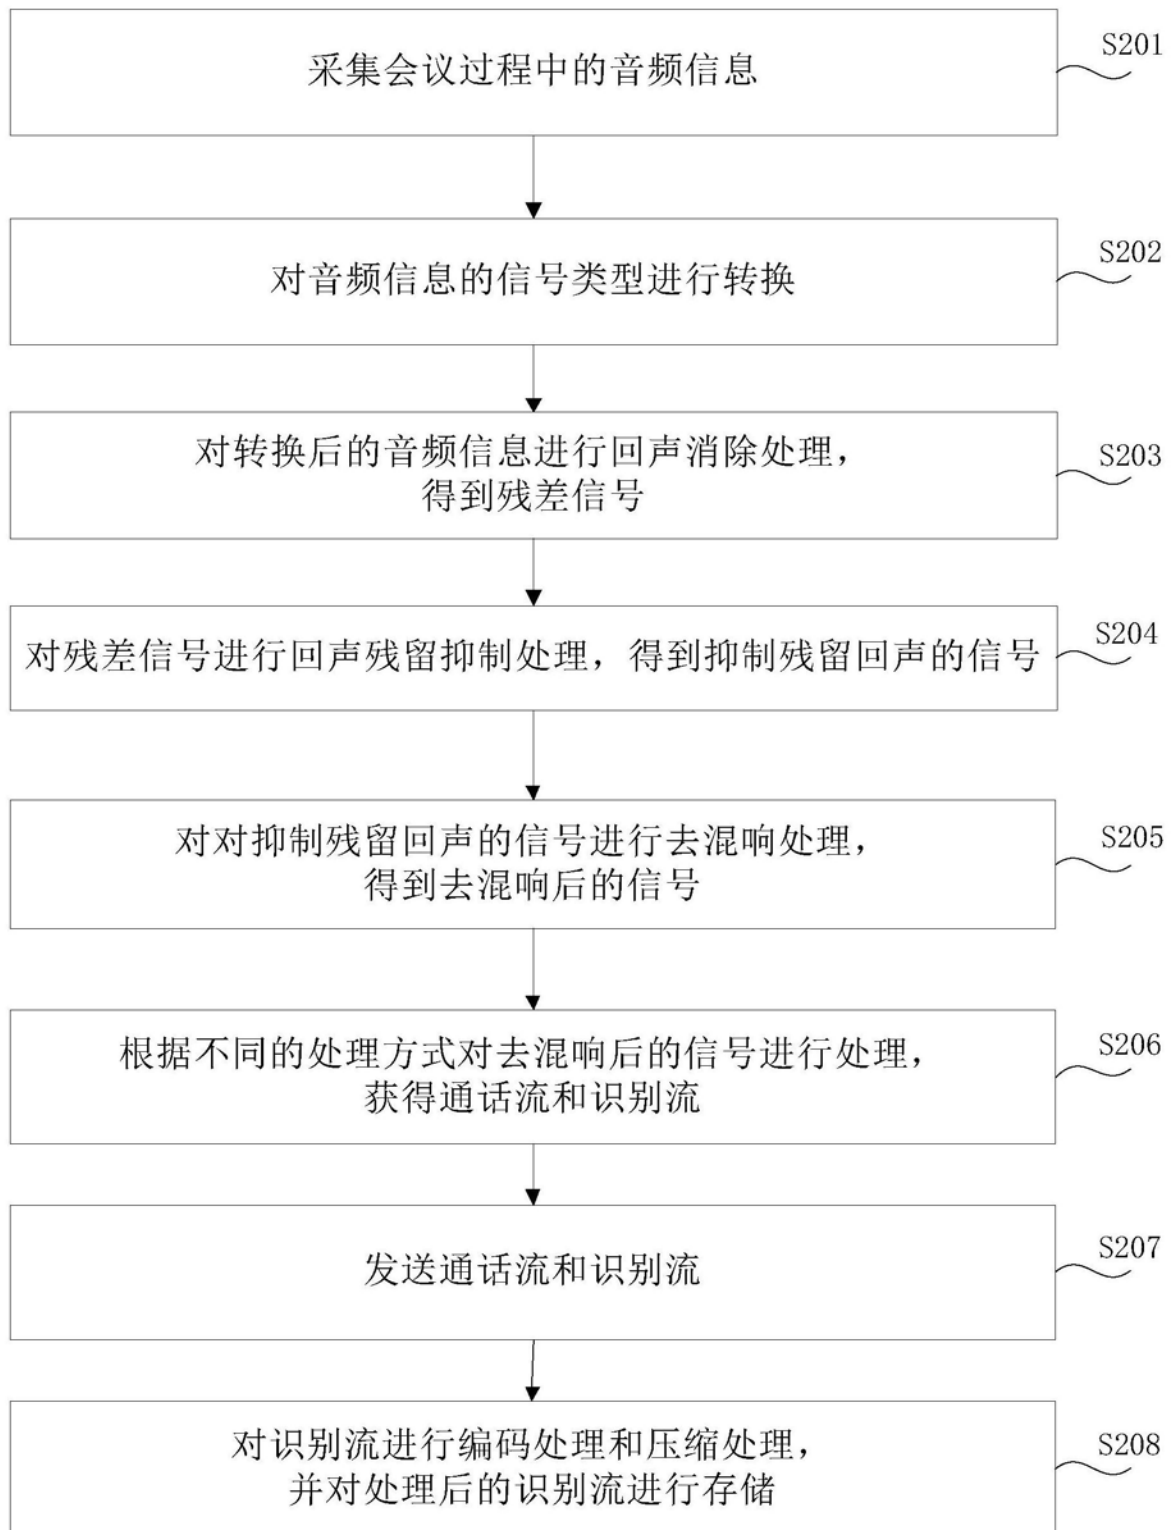 采集会议过程中的音频信息
S201
对音频信息的信号类型进行转换
S202
对转换后的音频信息进行回声消除处理，
得到残差信号
S203
对残差信号进行回声残留抑制处理，得到抑制残留回声的信号
S204
对对抑制残留回声的信号进行去混响处理，
得到去混响后的信号
S205
根据不同的处理方式对去混响后的信号进行处理，
获得通话流和识别流
S206
发送通话流和识别流
S207
对识别流进行编码处理和压缩处理，
并对处理后的识别流进行存储
S208